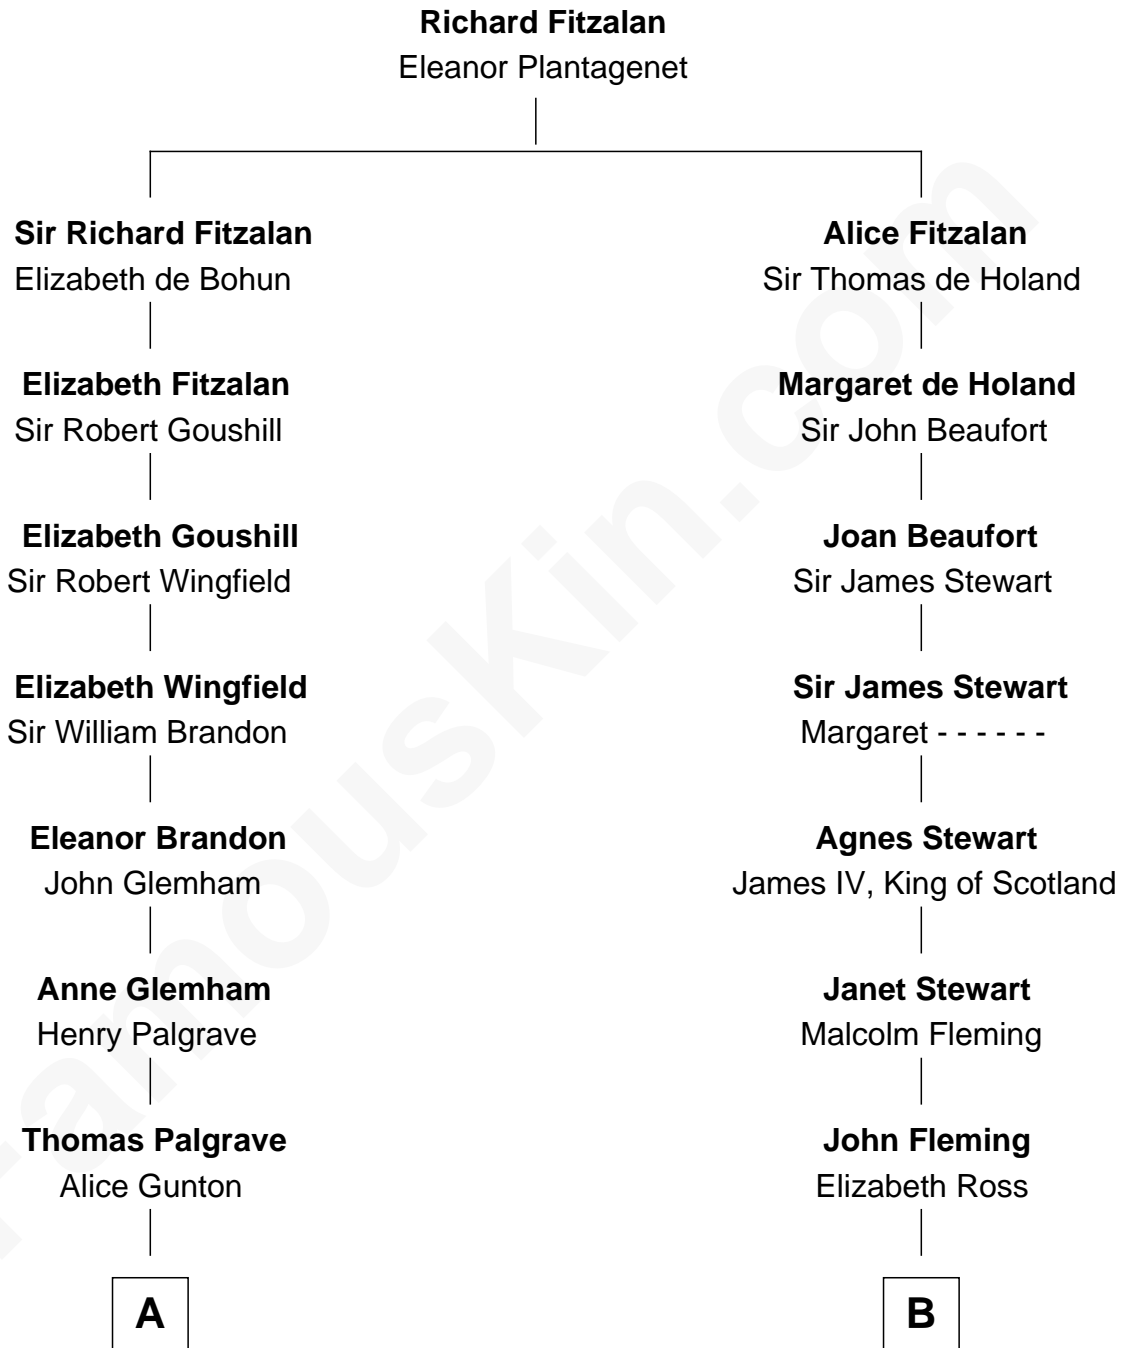 Richard Fitzalan
Eleanor Plantagenet
Sir Richard Fitzalan
Elizabeth de Bohun
Alice Fitzalan
Sir Thomas de Holand
Elizabeth Fitzalan
Sir Robert Goushill
Margaret de Holand
Sir John Beaufort
Elizabeth Goushill
Sir Robert Wingfield
Joan Beaufort
Sir James Stewart
Elizabeth Wingfield
Sir William Brandon
Sir James Stewart
Margaret - - - - - -
Eleanor Brandon
John Glemham
Agnes Stewart
James IV, King of Scotland
Anne Glemham
Henry Palgrave
Janet Stewart
Malcolm Fleming
Thomas Palgrave
Alice Gunton
John Fleming
Elizabeth Ross
A
B
FamousKin.com